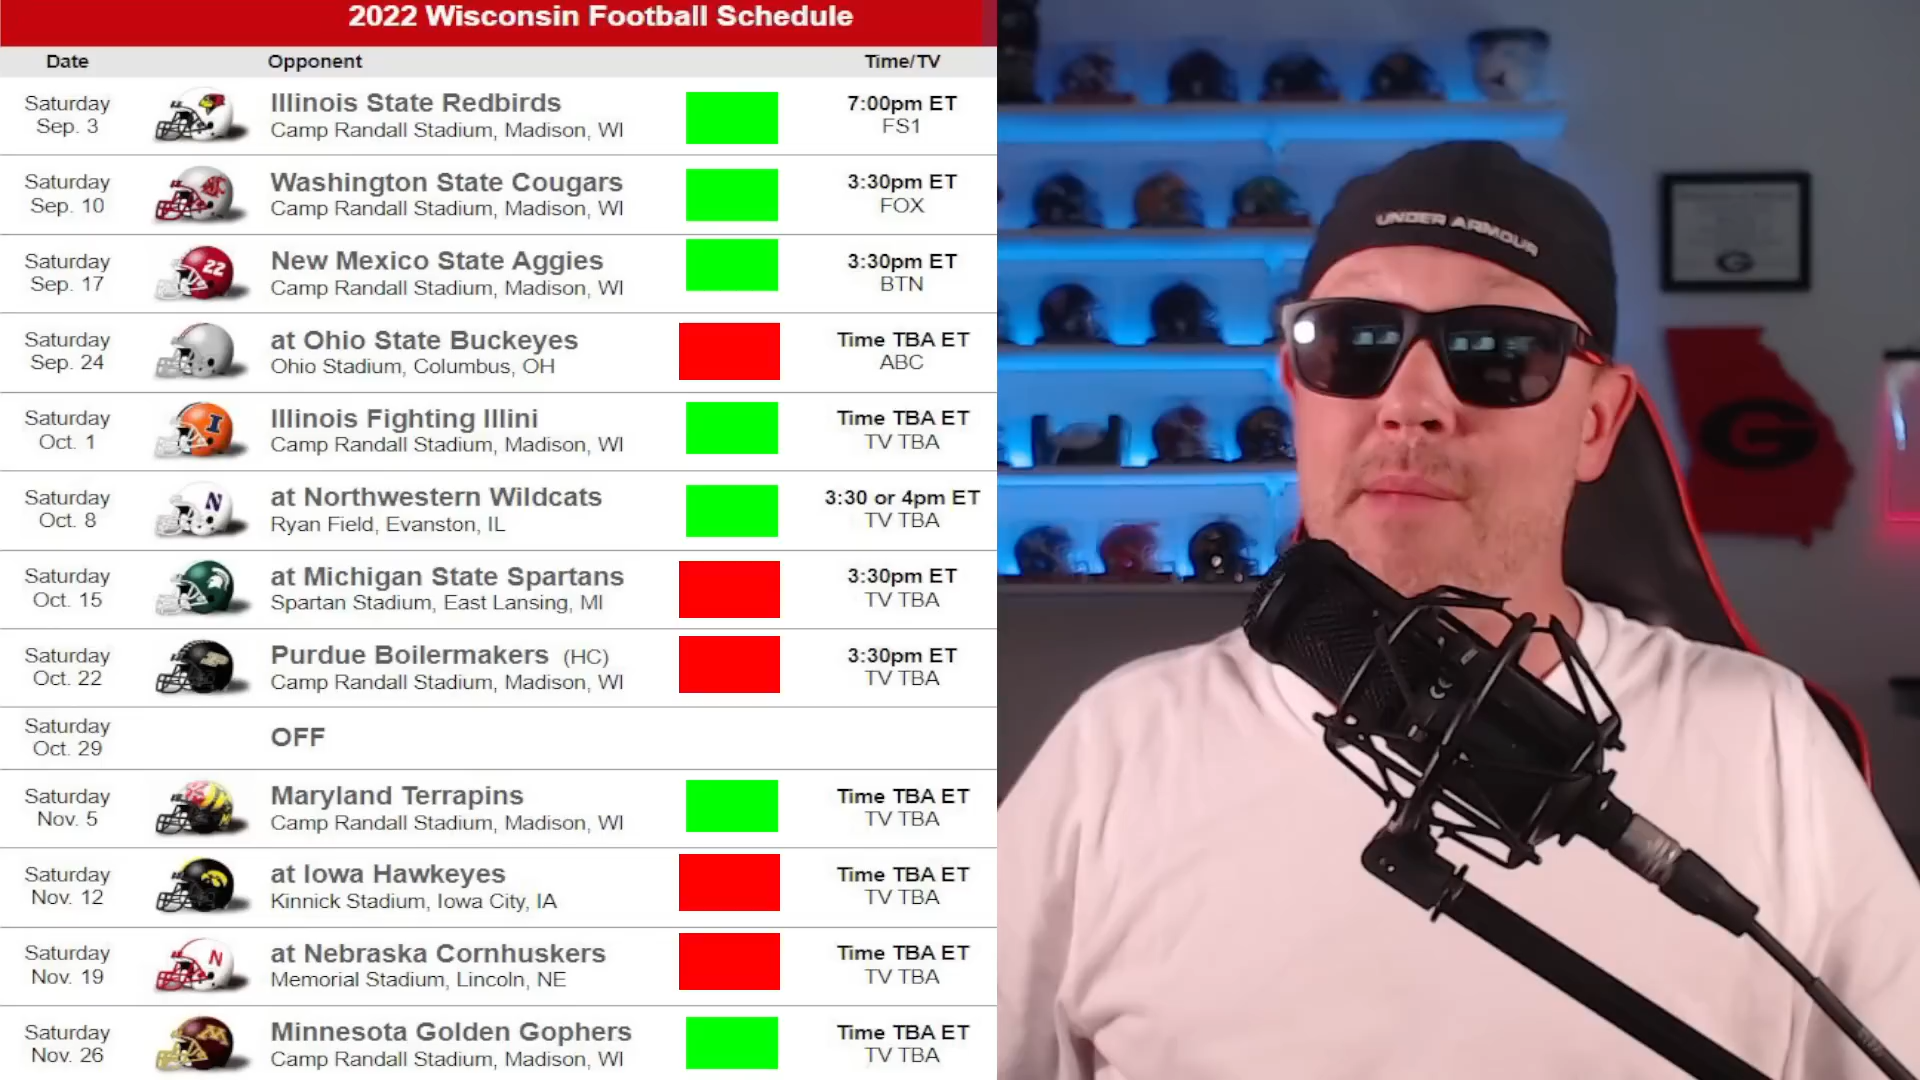 2022 Wisconsin Football Schedule
Date Opponent Time/TV
Saturday Sep. 3
Illinois State Redbirds
Camp Randall Stadium, Madison, WI
7:00pm ET
FS1
Saturday Sep. 10
Washington State Cougars
Camp Randall Stadium, Madison, WI
3:30pm ET
FOX
Saturday Sep. 17
22
New Mexico State Aggies
Camp Randall Stadium, Madison, WI
3:30pm ET
BTN
Saturday Sep. 24
at Ohio State Buckeyes
Ohio Stadium, Columbus, OH
Time TBA ET
ABC
Saturday Oct. 1
I
Illinois Fighting Illini
Camp Randall Stadium, Madison, WI
Time TBA ET
TV TBA
Saturday Oct. 8
N
at Northwestern Wildcats
Ryan Field, Evanston, IL
3:30 or 4pm ET
TV TBA
Saturday Oct. 15
at Michigan State Spartans
Spartan Stadium, East Lansing, MI
3:30pm ET
TV TBA
Saturday Oct. 22
Purdue Boilermakers (HC)
Camp Randall Stadium, Madison, WI
3:30pm ET
TV TBA
Saturday Oct. 29
OFF
Saturday Nov. 5
Maryland Terrapins
Camp Randall Stadium, Madison, WI
Time TBA ET
TV TBA
Saturday Nov. 12
at Iowa Hawkeyes
Kinnick Stadium, Iowa City, IA
Time TBA ET
TV TBA
Saturday Nov. 19
N
at Nebraska Cornhuskers
Memorial Stadium, Lincoln, NE
Time TBA ET
TV TBA
Saturday Nov. 26
M
Minnesota Golden Gophers
Camp Randall Stadium, Madison, WI
Time TBA ET
TV TBA
UNDER ARMOUR
G
G
CE